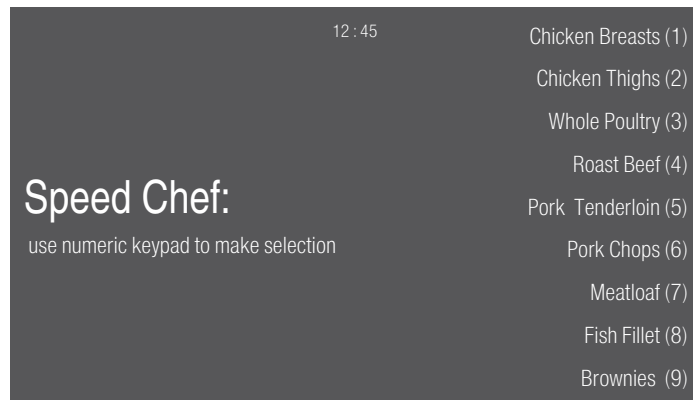 12:45
Speed Chef:
use numeric keypad to make selection
Chicken Breasts (1)
Chicken Thighs (2)
Whole Poultry (3)
Roast Beef (4)
Pork Tenderloin (5)
Pork Chops (6)
Meatloaf (7)
Fish Fillet (8)
Brownies (9)